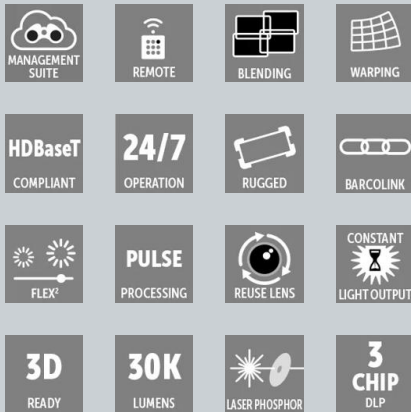 MANAGEMENT
SUITE
REMOTE
BLENDING
WARPING
HDBaseT
COMPLIANT
24/7
OPERATION
RUGGED
BARCOLINK
FLEX²
PULSE
PROCESSING
REUSE LENS
CONSTANT
LIGHT OUTPUT
3D
READY
30K
LUMENS
LASER PHOSPHOR
3
CHIP
DLP